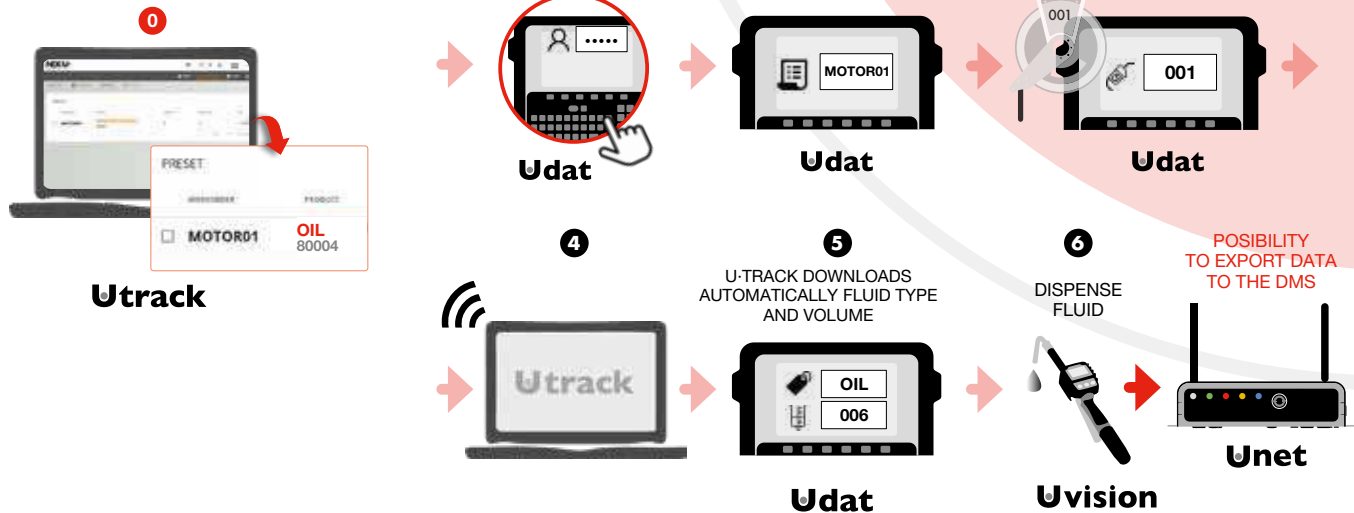 0
PRESET
PRODUCT
MOTOR01
OIL
80004
Utrack
•••••
Udat
MOTOR01
Udat
001
001
Udat
4
Utrack
5
U·TRACK DOWNLOADS
AUTOMATICALLY FLUID TYPE
AND VOLUME
OIL
006
Udat
6
DISPENSE
FLUID
Uvision
POSIBILITY
TO EXPORT DATA
TO THE DMS
Unet